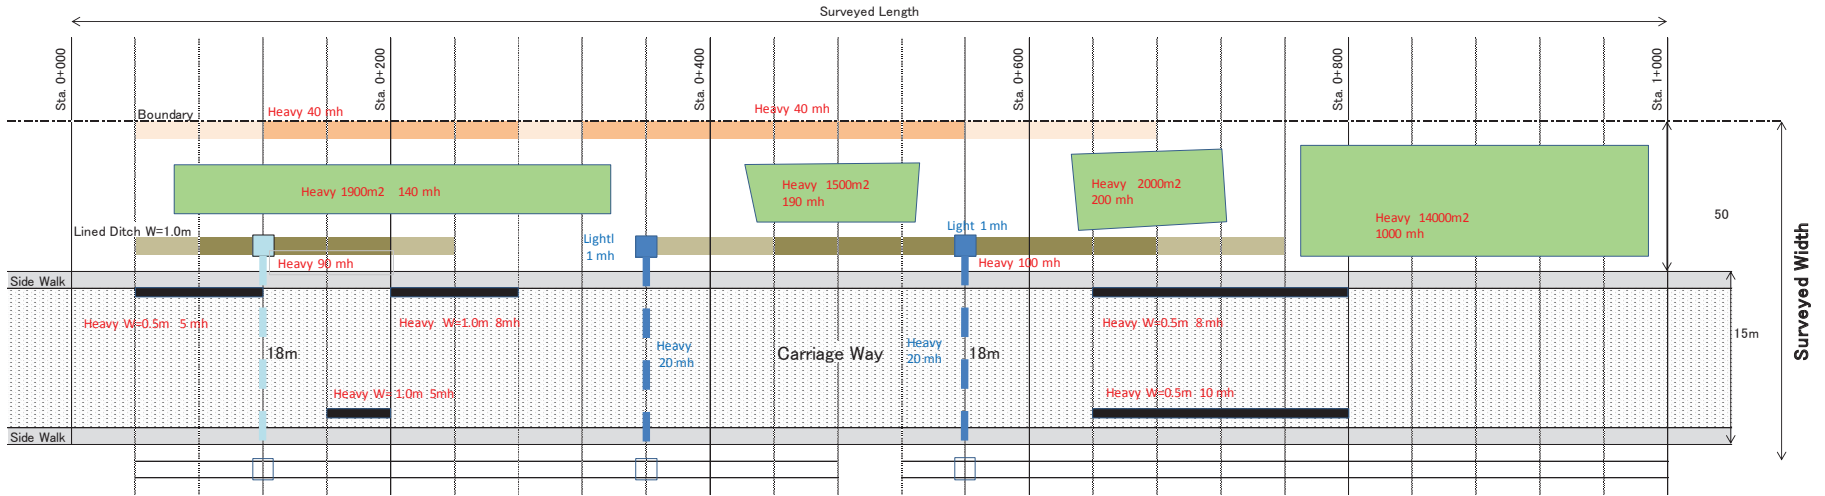 Surveyed Length
Sta. 0+000
Sta. 0+200
Sta. 0+400
Sta. 0+600
Sta. 0+800
Sta. 1+000
Boundary
Heavy 40 mh
Heavy 40 mh
Heavy 1900m2 140 mh
Heavy 1500m2
190 mh
Heavy 2000m2
200 mh
Heavy 14000m2
1000 mh
50
Lined Ditch W=1.0m
Lightl
1 mh
Light 1 mh
Heavy 90 mh
Heavy 100 mh
Side Walk
Heavy W=0.5m 5 mh
Heavy W=1.0m 8mh
Heavy W=0.5m 8 mh
15m
Surveyed Width
18m
Heavy
20 mh
Carriage Way
Heavy
20 mh
18m
Heavy W= 1.0m 5mh
Heavy W=0.5m 10 mh
Side Walk